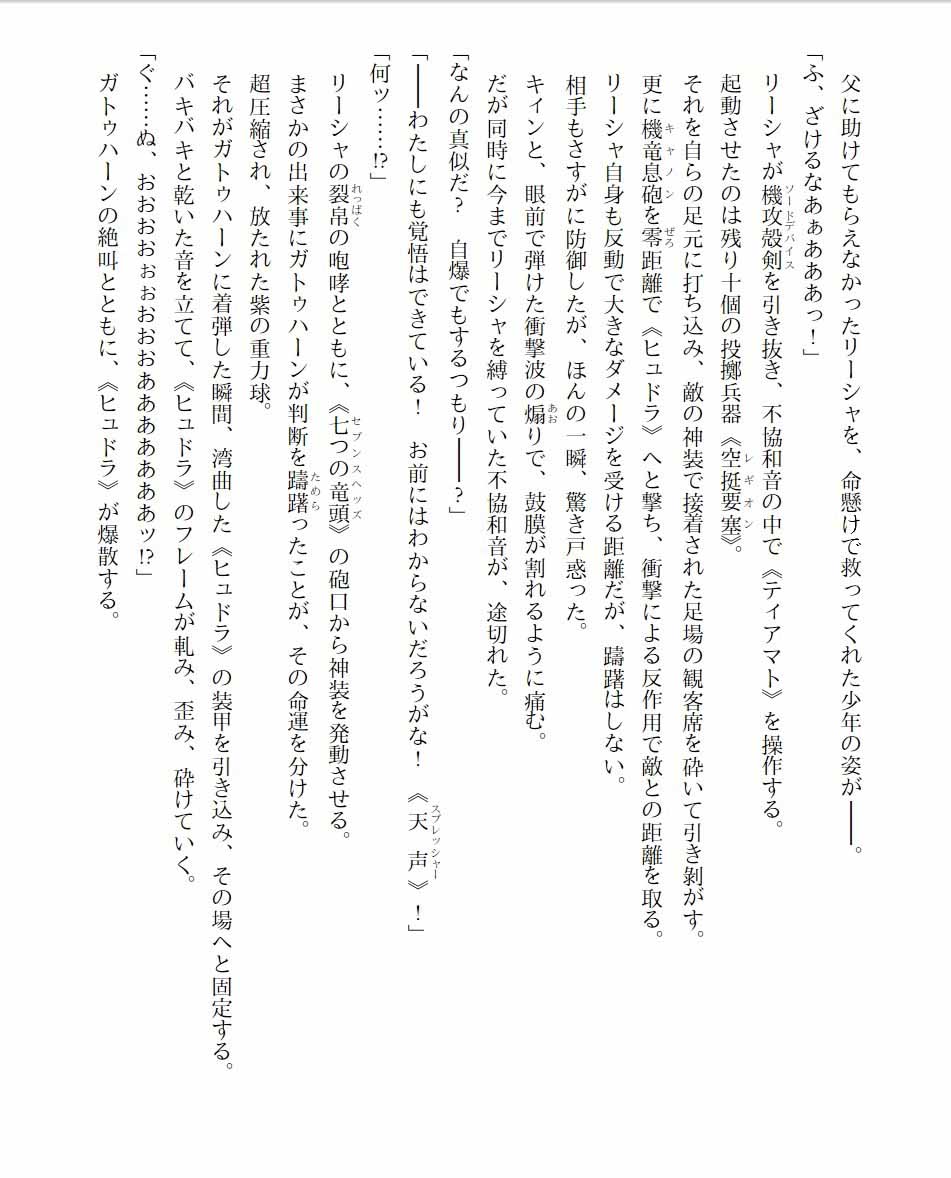 父に助けてもらえなかったリーシャを、命懸けで救ってくれた少年の姿が――。
「ふ、ざけるなあぁあああっ！」
リーシャが機攻殻剣ソードデバイスを引き抜き、不協和音の中で《ティアマト》を操作する。
起動させたのは残り十個の投擲兵器《空挺要塞レギオン》。
それを自らの足元に打ち込み、敵の神装で接着された足場の観客席を砕いて引き剝がす。
更に機竜息砲キャノンを零ぜろ距離で《ヒュドラ》へと撃ち、衝撃による反作用で敵との距離を取る。
リーシャ自身も反動で大きなダメージを受ける距離だが、躊躇はしない。
相手もさすがに防御したが、ほんの一瞬、驚き戸惑った。
キィンと、眼前で弾けた衝撃波の煽あおりで、鼓膜が割れるように痛む。
だが同時に今までリーシャを縛っていた不協和音が、途切れた。
「なんの真似だ？　自爆でもするつもり――？」
「――わたしにも覚悟はできている！　お前にはわからないだろうがな！　《天声スプレッシャー》！」
「何ッ……!?」
リーシャの裂帛れっぱくの咆哮とともに、《七つの竜頭セブンスヘッズ》の砲口から神装を発動させる。
まさかの出来事にガトゥハーンが判断を躊躇ためらったことが、その命運を分けた。
超圧縮され、放たれた紫の重力球。
それがガトゥハーンに着弾した瞬間、湾曲した《ヒュドラ》の装甲を引き込み、その場へと固定する。
バキバキと乾いた音を立てて、《ヒュドラ》のフレームが軋み、歪み、砕けていく。
「ぐ……ぬ、おおおおぉぉおおおああああああッ!?」
ガトゥハーンの絶叫とともに、《ヒュドラ》が爆散する。